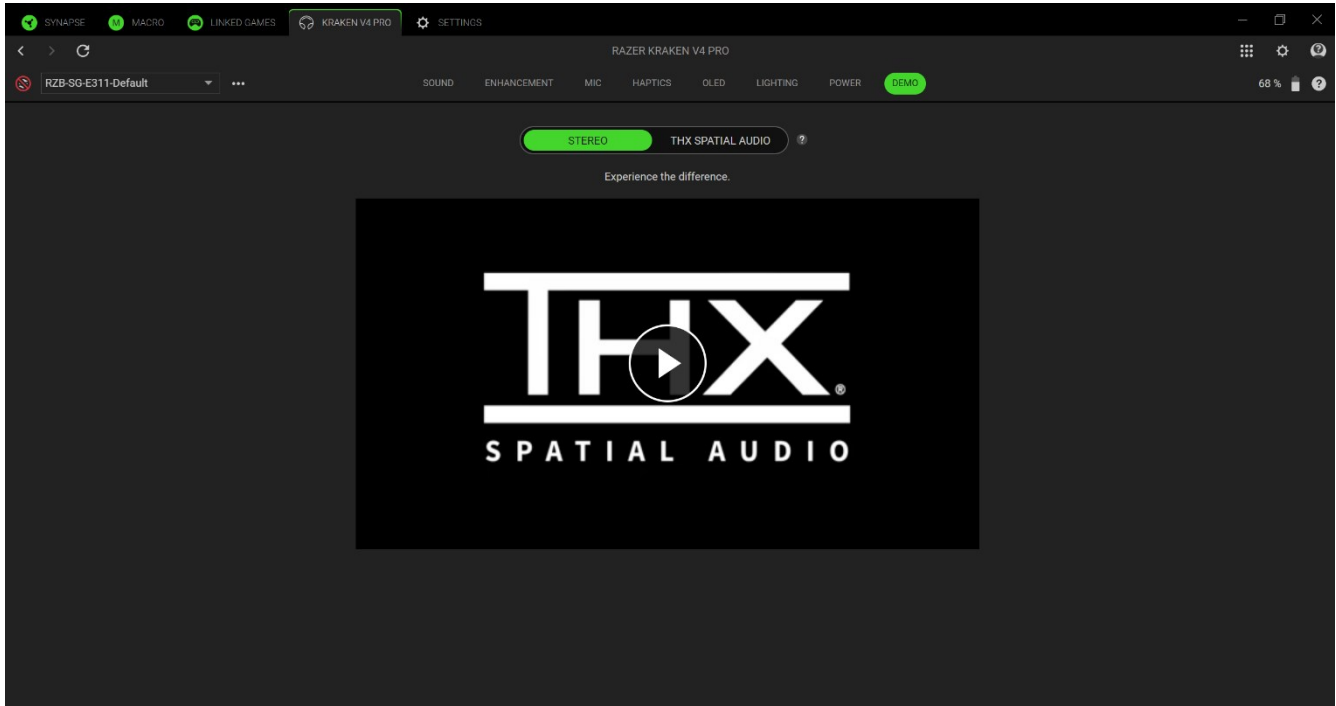 SYNAPSE M MACRO LINKED GAMES KRAKEN V4 PRO SETTINGS
RAZER KRAKEN V4 PRO
RZB-SG-E311-Default SOUND ENHANCEMENT MIC HAPTICS OLED LIGHTING POWER DEMO 68 % ?
STEREO THX SPATIAL AUDIO ?
Experience the difference.
THX®
SPATIAL AUDIO